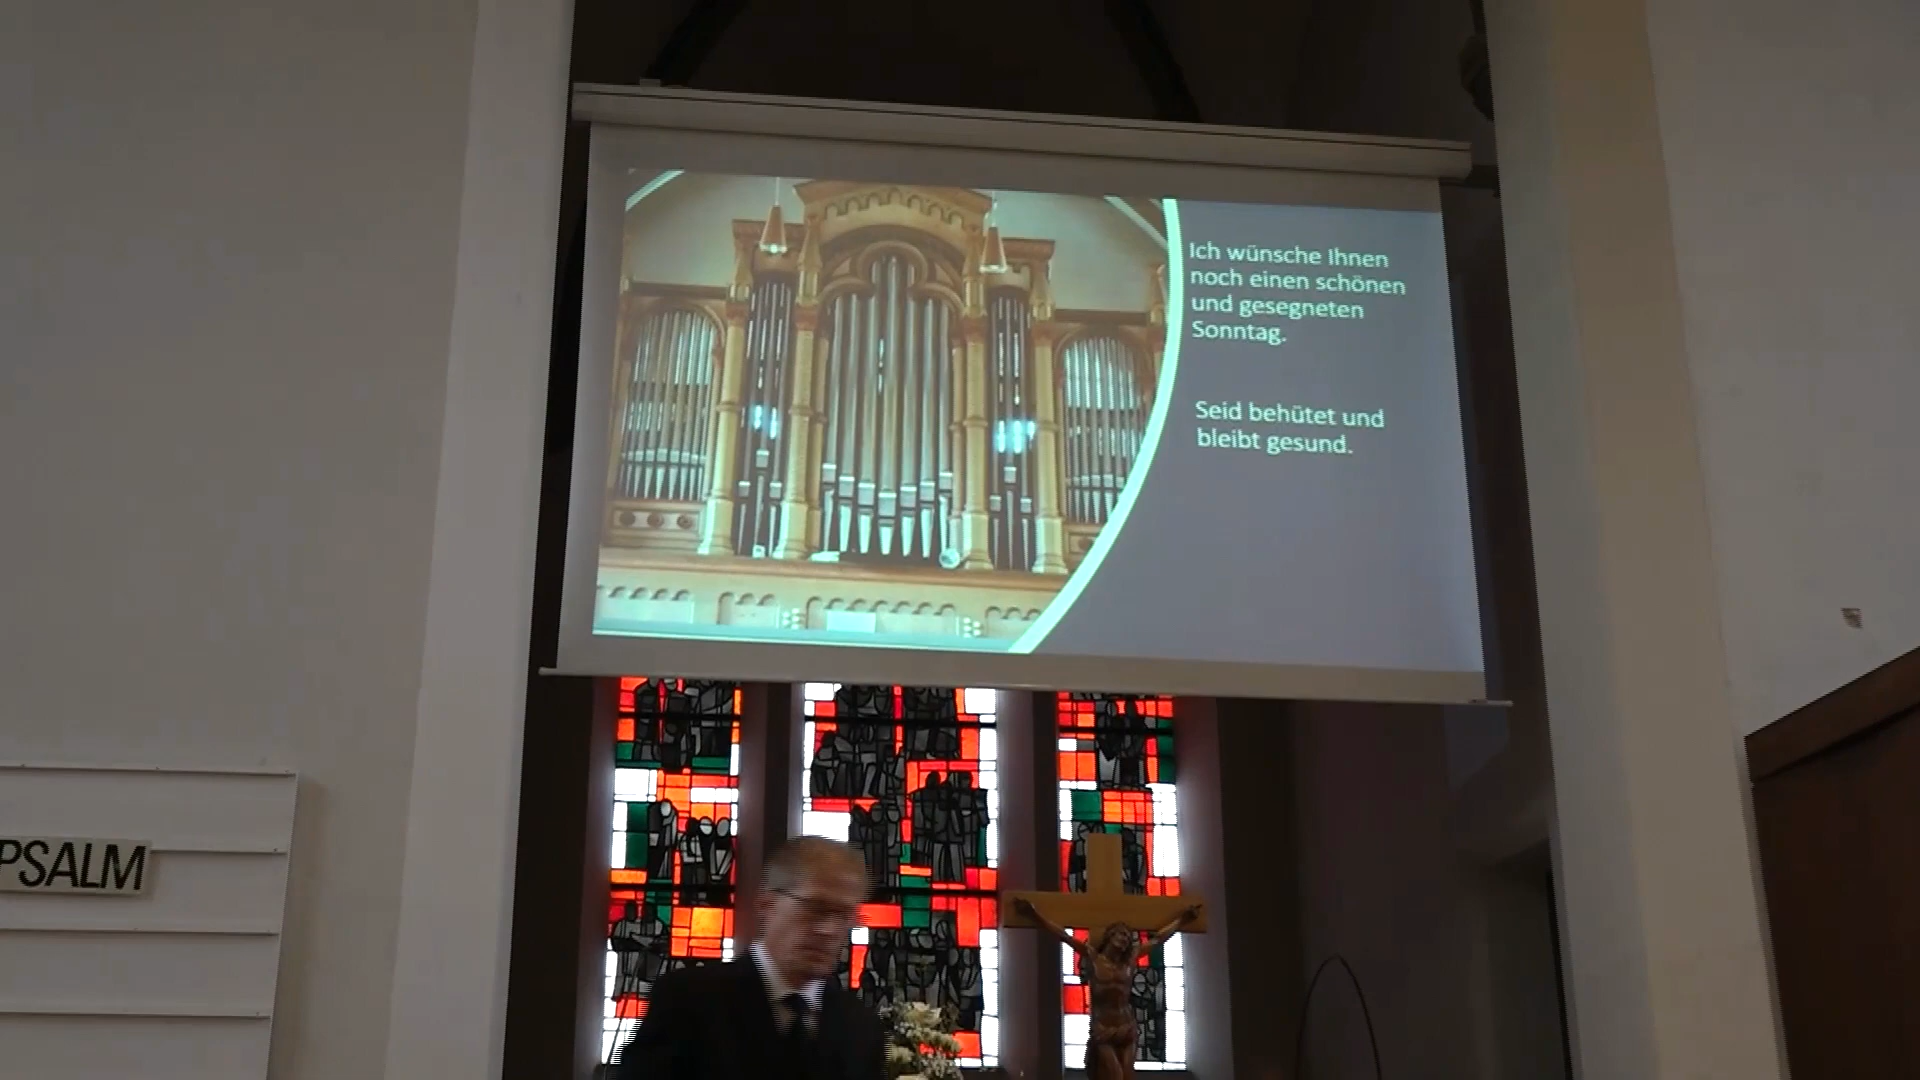 Ich wünsche Ihnen
noch einen schönen
und gesegneten
Sonntag.
Seid behütet und
bleibt gesund.
PSALM